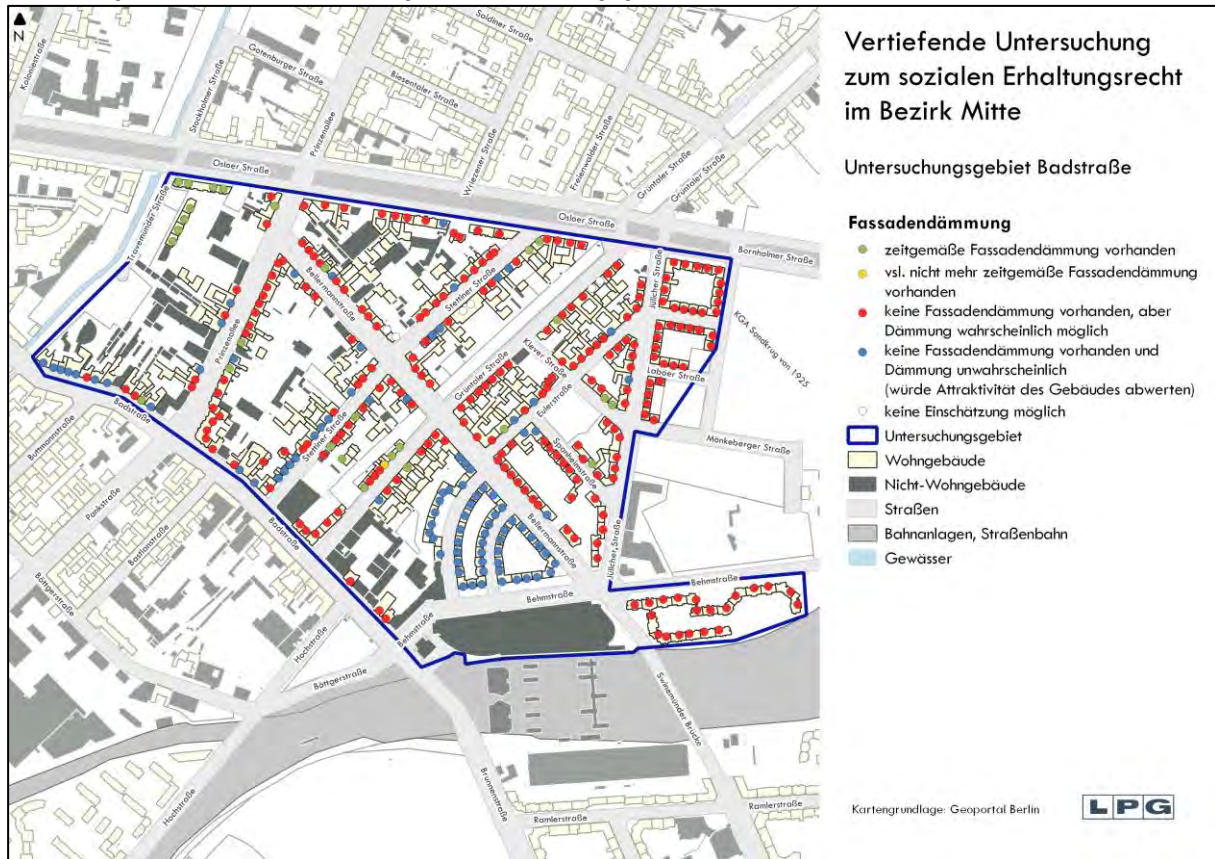 Vertiefende Untersuchung
zum sozialen Erhaltungsrecht
im Bezirk Mitte
Untersuchungsgebiet Badstraße
Fassadendämmung
zeitgemäße Fassadendämmung vorhanden
vsl. nicht mehr zeitgemäße Fassadendämmung
vorhanden
keine Fassadendämmung vorhanden, aber
Dämmung wahrscheinlich möglich
keine Fassadendämmung vorhanden und
Dämmung unwahrscheinlich
(würde Attraktivität des Gebäudes abwerten)
keine Einschätzung möglich
Untersuchungsgebiet
Wohngebäude
Nicht-Wohngebäude
Straßen
Bahnanlagen, Straßenbahn
Gewässer
Kartengrundlage: Geoportal Berlin
LPG
N
Koloniestraße
Stockholmer Straße
Gotenburger Straße
Prinzenallee
Soldiner Straße
Biesentaler Straße
Wriezener Straße
Freienwalder Straße
Grüntaler Straße
Grüntaler Straße
Osloer Straße
Osloer Straße
Bornholmer Straße
Travemünder Straße
Bellermannstraße
Stettiner Straße
Jülicher Straße
KGA Sandkrug von 1925
Prinzenallee
Klever Straße
Grüntaler Straße
Laboer Straße
Eulerstraße
Mönkeberger Straße
Badstraße
Buttmannstraße
Stettiner Straße
Spanheimstraße
Pankstraße
Bastianstraße
Badstraße
Bellermannstraße
Jülicher Straße
Böttgerstraße
Behmstraße
Behmstraße
Behmstraße
Hochstraße
Böttgerstraße
Swinemünder Brücke
Hochstraße
Brunnenstraße
Ramlerstraße
Ramlerstraße